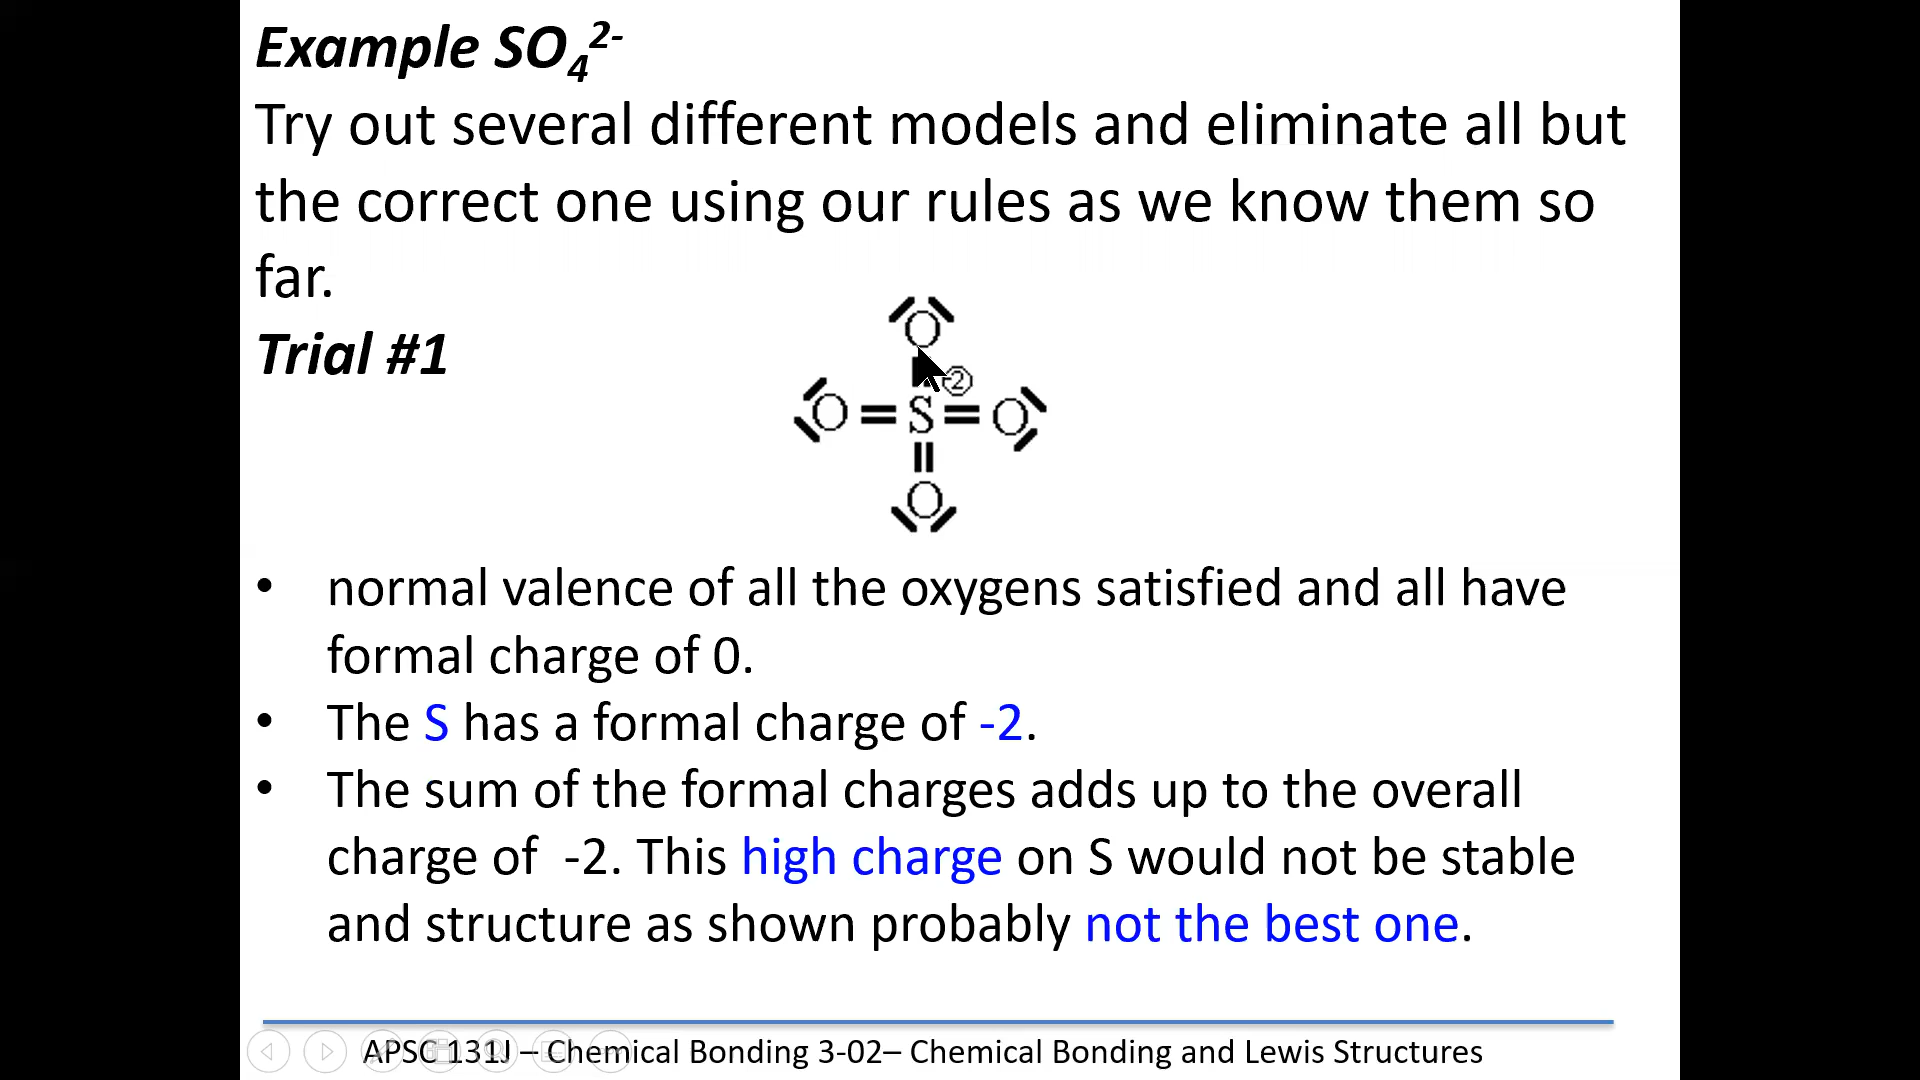 Example SO₄²⁻
Try out several different models and eliminate all but
the correct one using our rules as we know them so
far.
Trial #1
O
-2
O = S = O
O
• normal valence of all the oxygens satisfied and all have
formal charge of 0.
• The S has a formal charge of -2.
• The sum of the formal charges adds up to the overall
charge of -2. This high charge on S would not be stable
and structure as shown probably not the best one.
APSC 131J – Chemical Bonding 3-02– Chemical Bonding and Lewis Structures